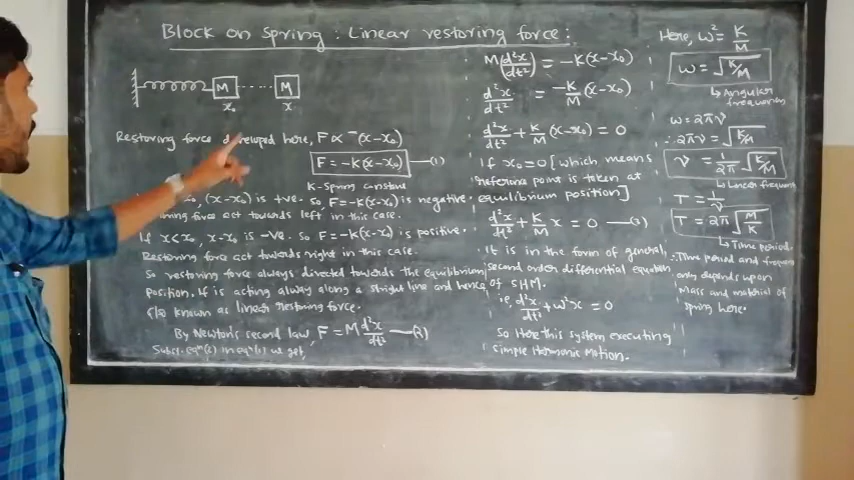 Block on spring : Linear restoring force :
M M
x₀ x
Restoring force developed here, F ∝ -(x-x₀)
F = -K(x-x₀) —(1)
K-spring constant
(x-x₀) is +ve. so F=-K(x-x₀) is negative.
force act towards left in this case.
If x<x₀, x-x₀ is -ve. So F=-K(x-x₀) is positive.
Restoring force act towards right in this case.
So restoring force always directed towards the equilibrium
position. It is acting always along a stright line and hence
also known as linear restoring force.
By Newton's second law, F = M d²x/dt² —(2)
Subst. eqn(2) in eqn(1) we get,
M(d²x/dt²) = -K(x-x₀)
d²x/dt² = -K/M (x-x₀)
d²x/dt² + K/M (x-x₀) = 0
If x₀=0 [which means
reference point is taken at
equilibrium position]
d²x/dt² + K/M x = 0 —(3)
It is in the form of general
second order differential equation
of SHM.
i.e, d²x/dt² + ω²x = 0
So Here this system executing
simple Harmonic Motion.
Here, ω² = K/M
ω = √K/M
↳ Angular
frequency
ω = 2πν
∴ 2πν = √K/M
ν = 1/2π √K/M
↳ Linear frequency
T = 1/ν
T = 2π √M/K
↳ Time period.
∴ Time period and frequency
only depends upon
Mass and material of
spring here.